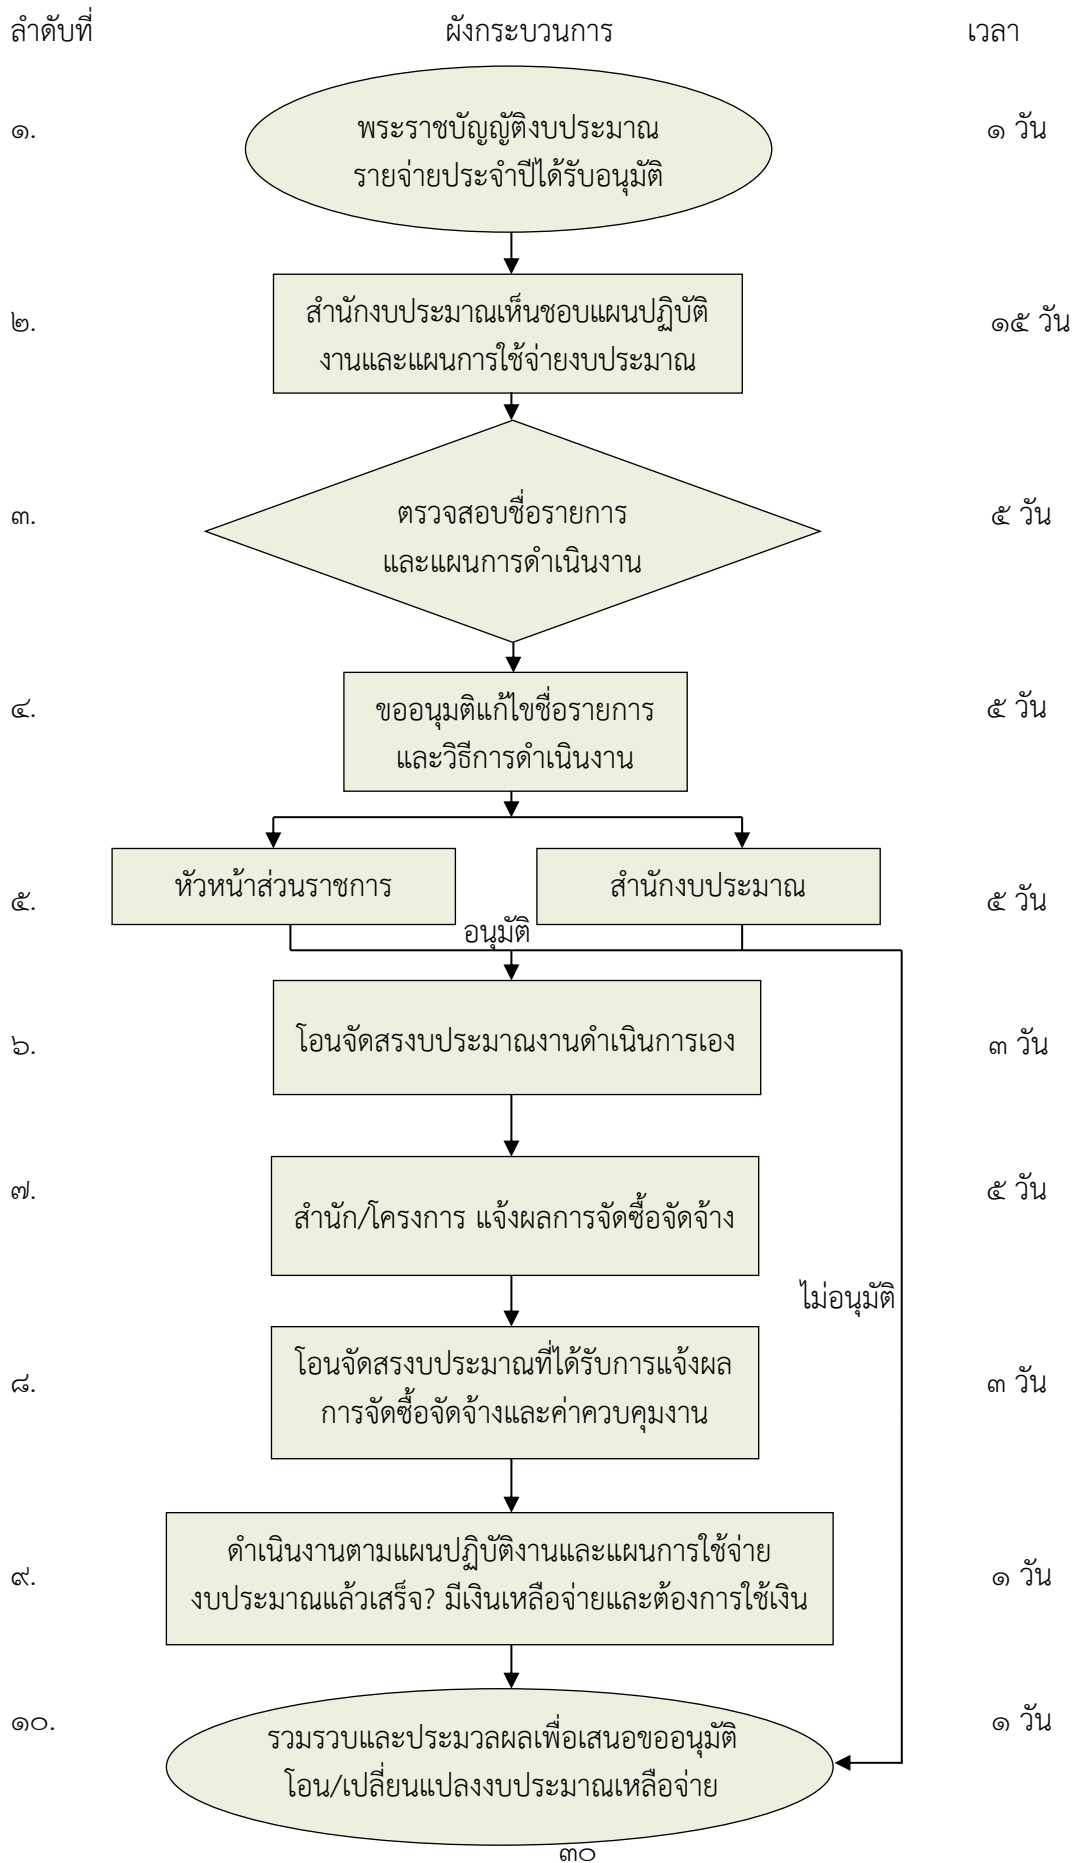 ลำดับที่ ผังกระบวนการ เวลา
๑. พระราชบัญญัติงบประมาณ ๑ วัน
รายจ่ายประจำปีได้รับอนุมัติ
๒. สำนักงบประมาณเห็นชอบแผนปฏิบัติ ๑๕ วัน
งานและแผนการใช้จ่ายงบประมาณ
๓. ตรวจสอบชื่อรายการ ๕ วัน
และแผนการดำเนินงาน
๔. ขออนุมติแก้ไขชื่อรายการ ๕ วัน
และวิธีการดำเนินงาน
๕. หัวหน้าส่วนราชการ สำนักงบประมาณ ๕ วัน
อนุมัติ
๖. โอนจัดสรงบประมาณงานดำเนินการเอง ๓ วัน
๗. สำนัก/โครงการ แจ้งผลการจัดซื้อจัดจ้าง ๕ วัน
ไม่อนุมัติ
๘. โอนจัดสรงบประมาณที่ได้รับการแจ้งผล ๓ วัน
การจัดซื้อจัดจ้างและค่าควบคุมงาน
๙. ดำเนินงานตามแผนปฏิบัติงานและแผนการใช้จ่าย ๑ วัน
งบประมาณแล้วเสร็จ? มีเงินเหลือจ่ายและต้องการใช้เงิน
๑๐. รวมรวบและประมวลผลเพื่อเสนอขออนุมัติ ๑ วัน
โอน/เปลี่ยนแปลงงบประมาณเหลือจ่าย
๓๐